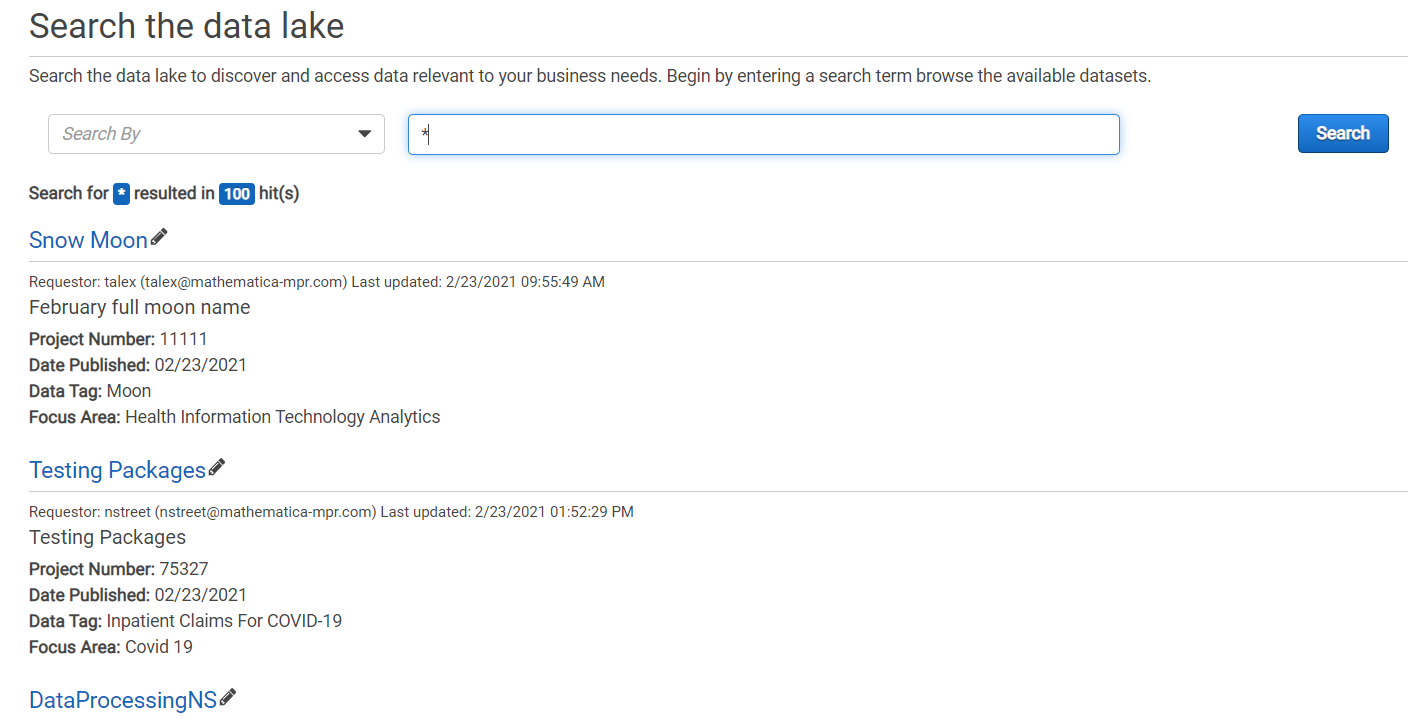 Search the data lake
Search the data lake to discover and access data relevant to your business needs. Begin by entering a search term browse the available datasets.
Search By
*
Search
Search for * resulted in 100 hit(s)
Snow Moon
Requestor: talex (talex@mathematica-mpr.com) Last updated: 2/23/2021 09:55:49 AM
February full moon name
Project Number: 11111
Date Published: 02/23/2021
Data Tag: Moon
Focus Area: Health Information Technology Analytics
Testing Packages
Requestor: nstreet (nstreet@mathematica-mpr.com) Last updated: 2/23/2021 01:52:29 PM
Testing Packages
Project Number: 75327
Date Published: 02/23/2021
Data Tag: Inpatient Claims For COVID-19
Focus Area: Covid 19
DataProcessingNS